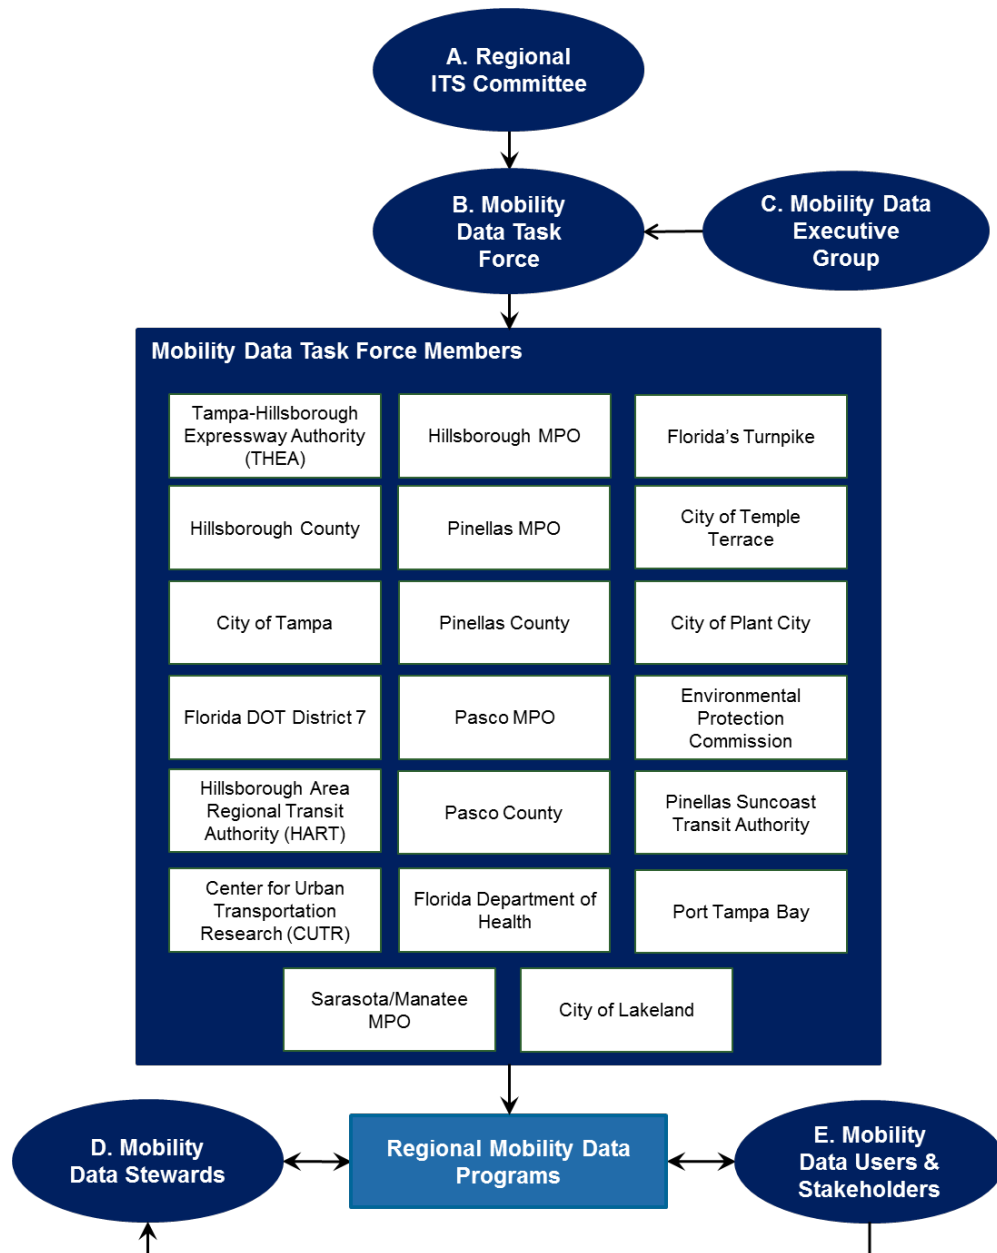 A. Regional
ITS Committee
B. Mobility
Data Task
Force
C. Mobility Data
Executive
Group
Mobility Data Task Force Members
Tampa-Hillsborough
Expressway Authority
(THEA)
Hillsborough MPO
Florida's Turnpike
Hillsborough County
Pinellas MPO
City of Temple
Terrace
City of Tampa
Pinellas County
City of Plant City
Florida DOT District 7
Pasco MPO
Environmental
Protection
Commission
Hillsborough Area
Regional Transit
Authority (HART)
Pasco County
Pinellas Suncoast
Transit Authority
Center for Urban
Transportation
Research (CUTR)
Florida Department of
Health
Port Tampa Bay
Sarasota/Manatee
MPO
City of Lakeland
D. Mobility
Data Stewards
Regional Mobility Data
Programs
E. Mobility
Data Users &
Stakeholders